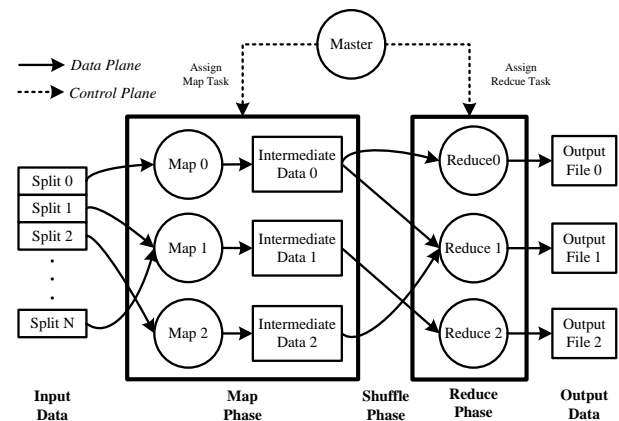 Master
Data Plane
Control Plane
Assign
Map Task
Assign
Redcue Task
Split 0
Split 1
Split 2
Split N
Map 0
Map 1
Map 2
Intermediate
Data 0
Intermediate
Data 1
Intermediate
Data 2
Reduce0
Reduce 1
Reduce 2
Output
File 0
Output
File 1
Output
File 2
Input
Data
Map
Phase
Shuffle
Phase
Reduce
Phase
Output
Data